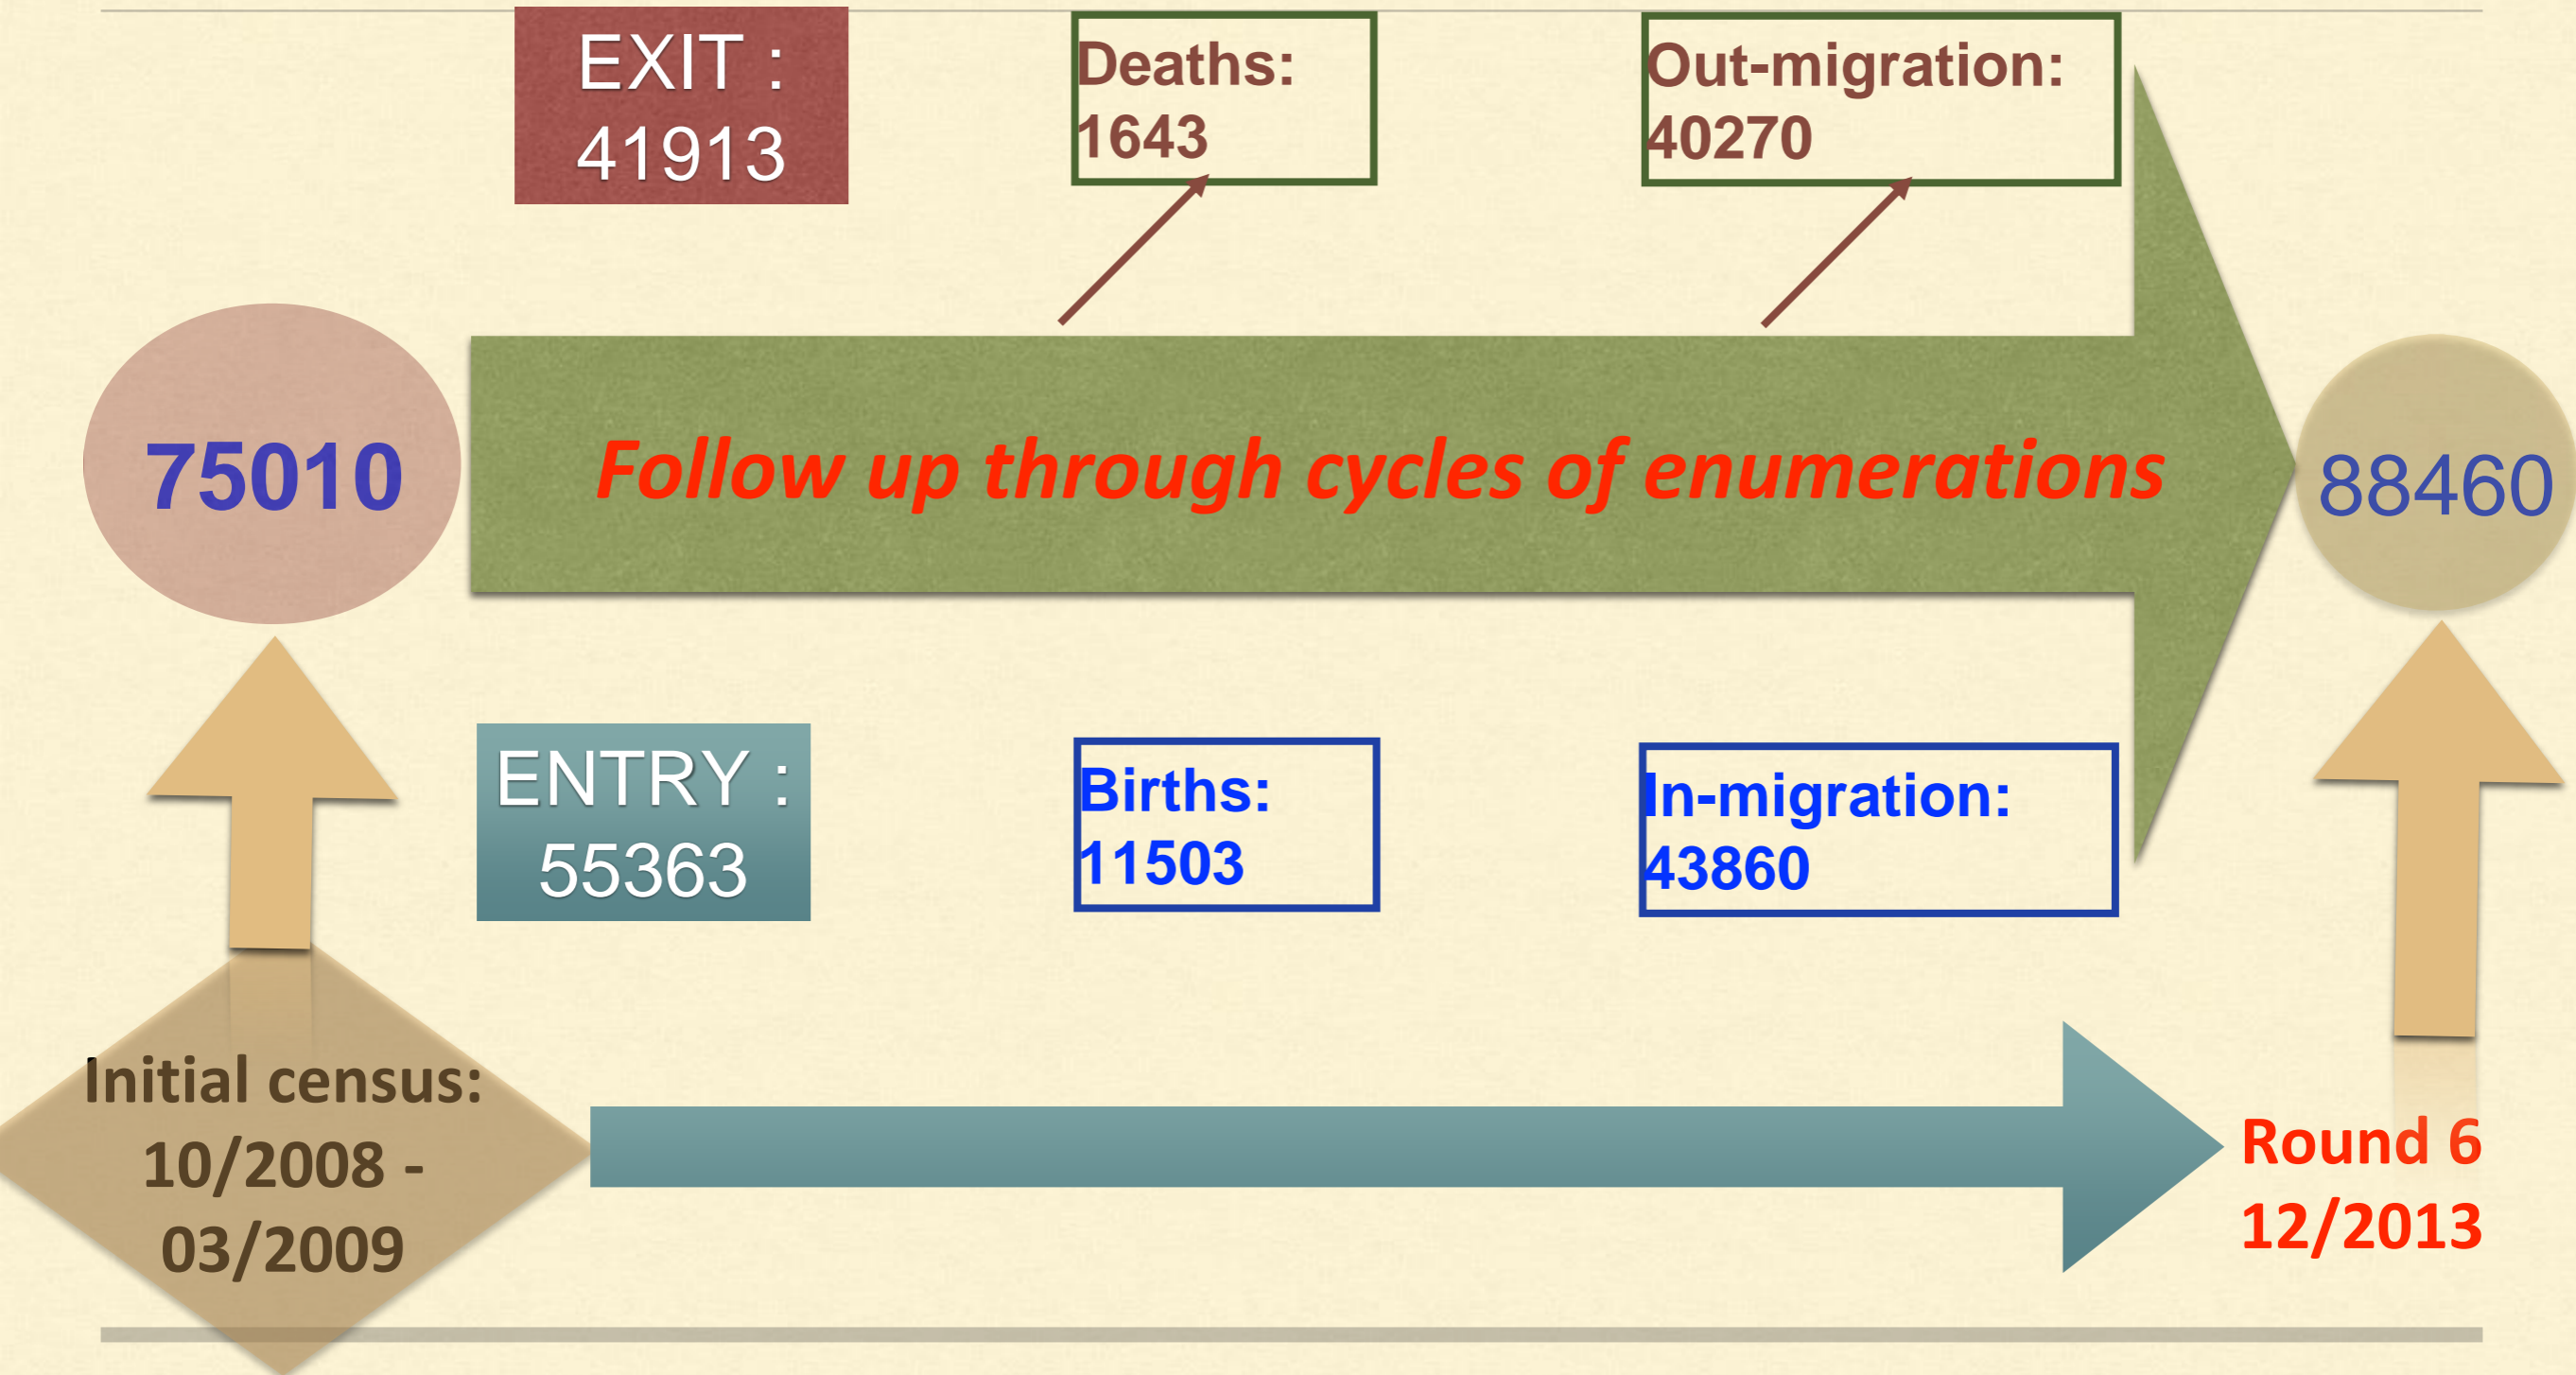 EXIT :
41913
Deaths:
1643
Out-migration:
40270
75010
Follow up through cycles of enumerations
88460
ENTRY :
55363
Births:
11503
In-migration:
43860
Initial census:
10/2008 -
03/2009
Round 6
12/2013